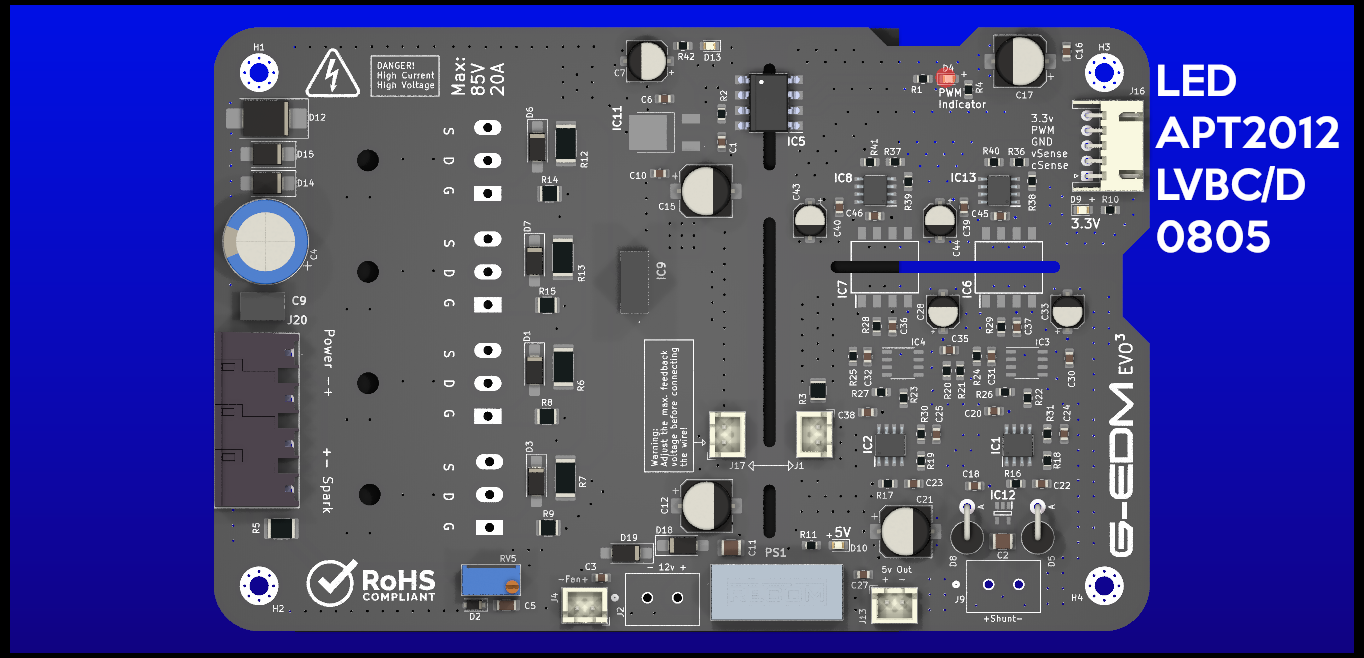 LED
APT2012
LVBC/D
0805
H1
DANGER!
High Current
High Voltage
Max:
85V
20A
C7
R42
D13
D4
R1
PWM
Indicator
R4
C17
C16
H3
J16
D12
D15
D14
C4
C9
J20
Power -+
+- Spark
R5
S
D
G
D6
R12
R14
S
D
G
D7
R13
R15
S
D
G
D1
R6
R8
S
D
G
D3
R7
R9
IC11
C6
R2
C1
IC5
C10
C15
IC9
3.3v
PWM
GND
vSense
cSense
D9 +
R10
3.3V
R41
R37
IC8
R39
C43
C40
C46
R40
R36
IC13
R38
C39
C45
C44
IC7
IC6
R28
C36
C28
R29
C37
C33
IC4
C35
IC3
R25
C32
R20
R21
R24
C31
C30
R27
R23
R26
R22
R3
C38
R30
C25
C20
R31
C24
IC2
R19
IC1
R18
R17
C23
C18
R16
C22
Warning:
Adjust the max. feedback
voltage before connecting
the wire!
J17
J1
EVO³
G-EDM
C12
C21
IC12
A
A
D8
C2
D5
D19
D18
C11
PS1
R11
+ 5V
D10
- 12v +
J2
5v Out
+ -
C27
J13
J9
+Shunt-
H4
H2
RoHS
COMPLIANT
RV5
D2
C5
C3
-Fan+
J4
RECOM